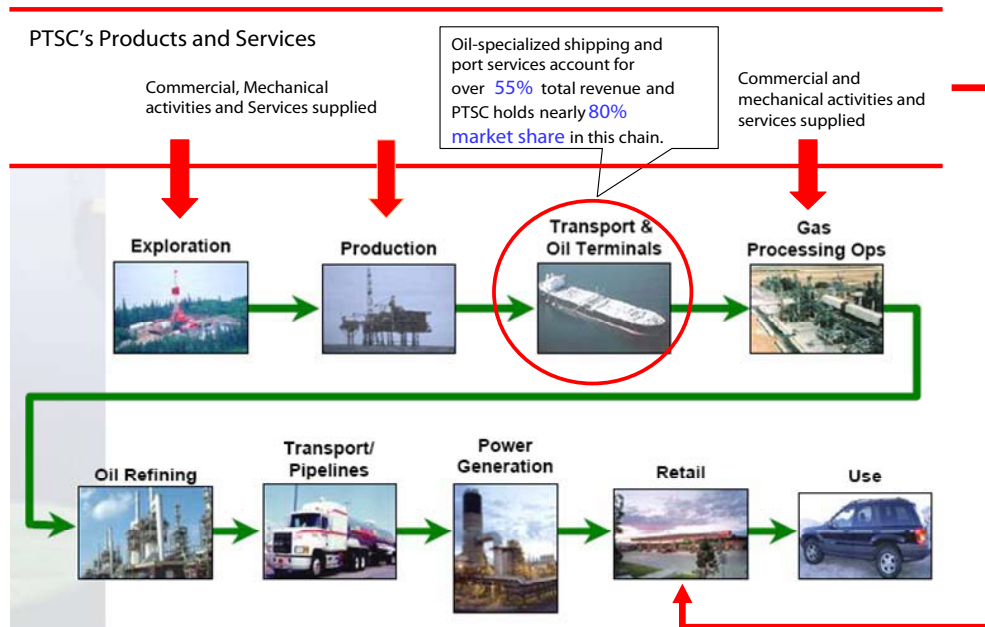 PTSC's Products and Services
Commercial, Mechanical
activities and Services supplied
Oil-specialized shipping and
port services account for
over 55% total revenue and
PTSC holds nearly 80%
market share in this chain.
Commercial and
mechanical activities and
services supplied
Exploration
Production
Transport &
Oil Terminals
Gas
Processing Ops
Oil Refining
Transport/
Pipelines
Power
Generation
Retail
Use